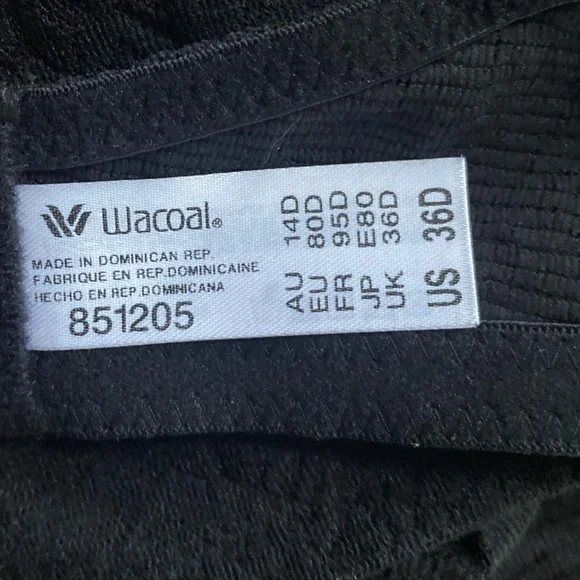 Wacoal®
MADE IN DOMINICAN REP.
FABRIQUE EN REP.DOMINICAINE
HECHO EN REP.DOMINICANA
851205
AU 14D
EU 80D
FR 95D
JP E80
UK 36D
US 36D